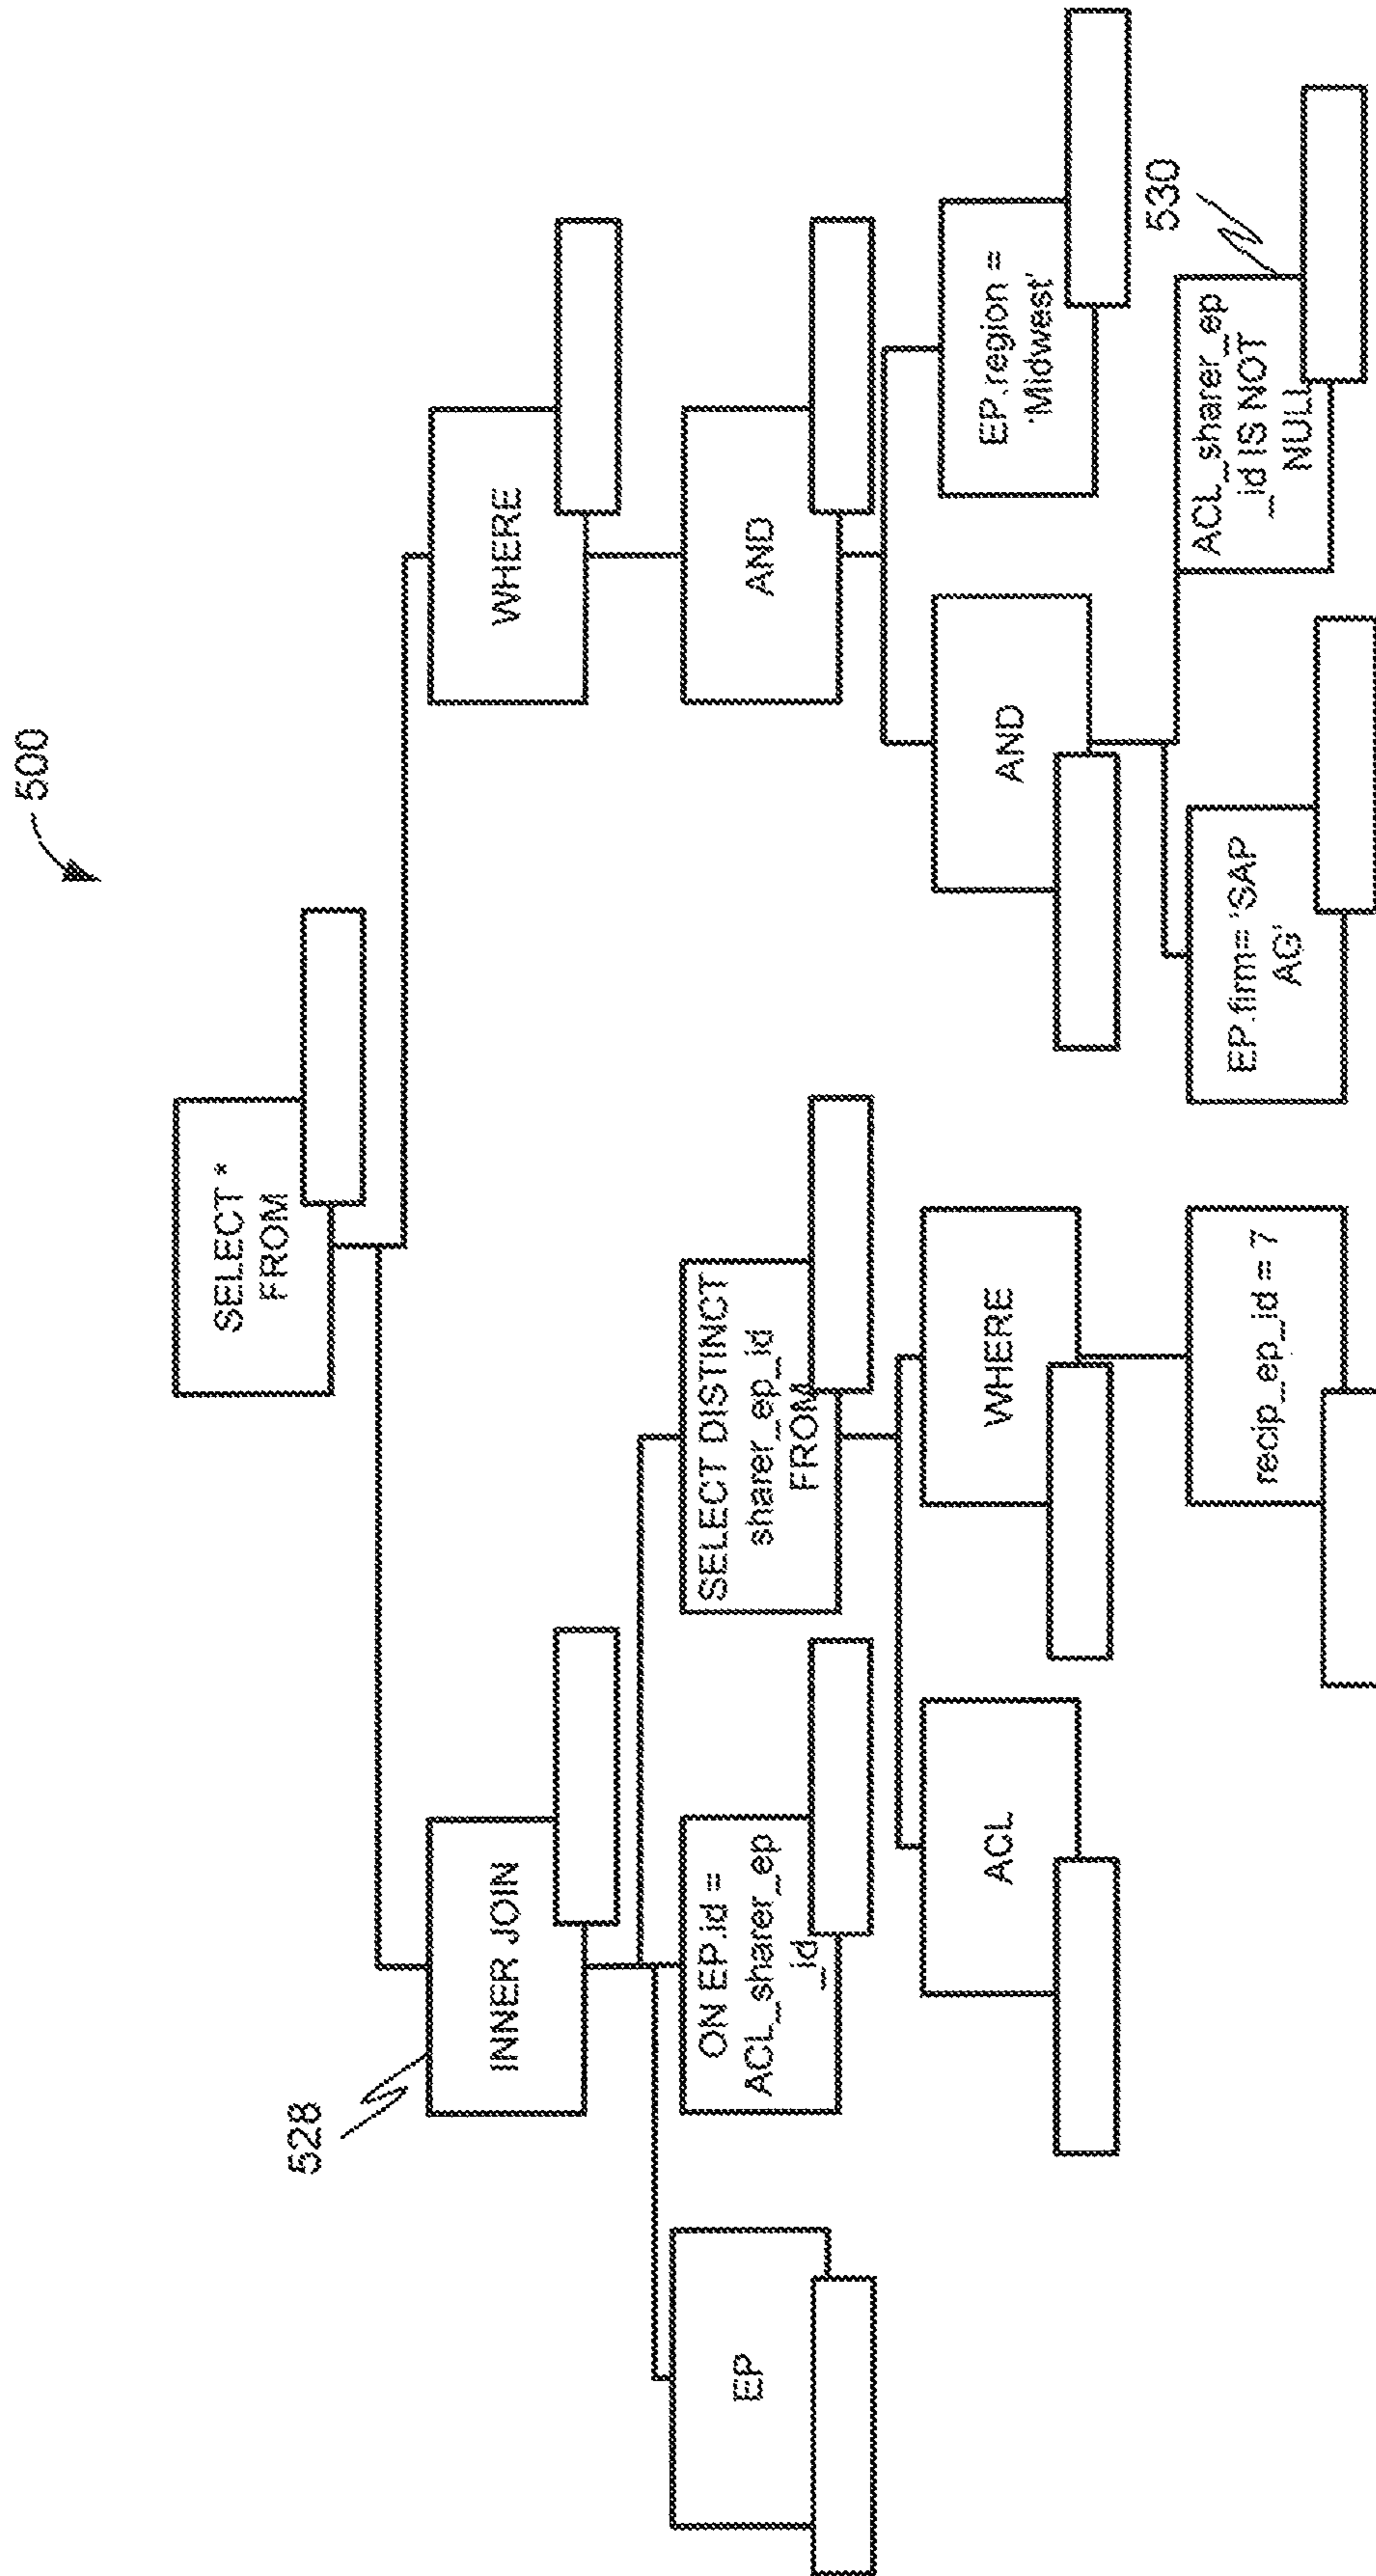 500
SELECT *
FROM
528
INNER JOIN
WHERE
EP
ON EP.id =
ACL_sharer_ep
_id
SELECT DISTINCT
sharer_ep_id
FROM
AND
ACL
WHERE
AND
EP.region =
'Midwest'
530
recip_ep_id = 7
EP.firm= 'SAP
AG'
ACL_sharer_ep
_id IS NOT
NULL